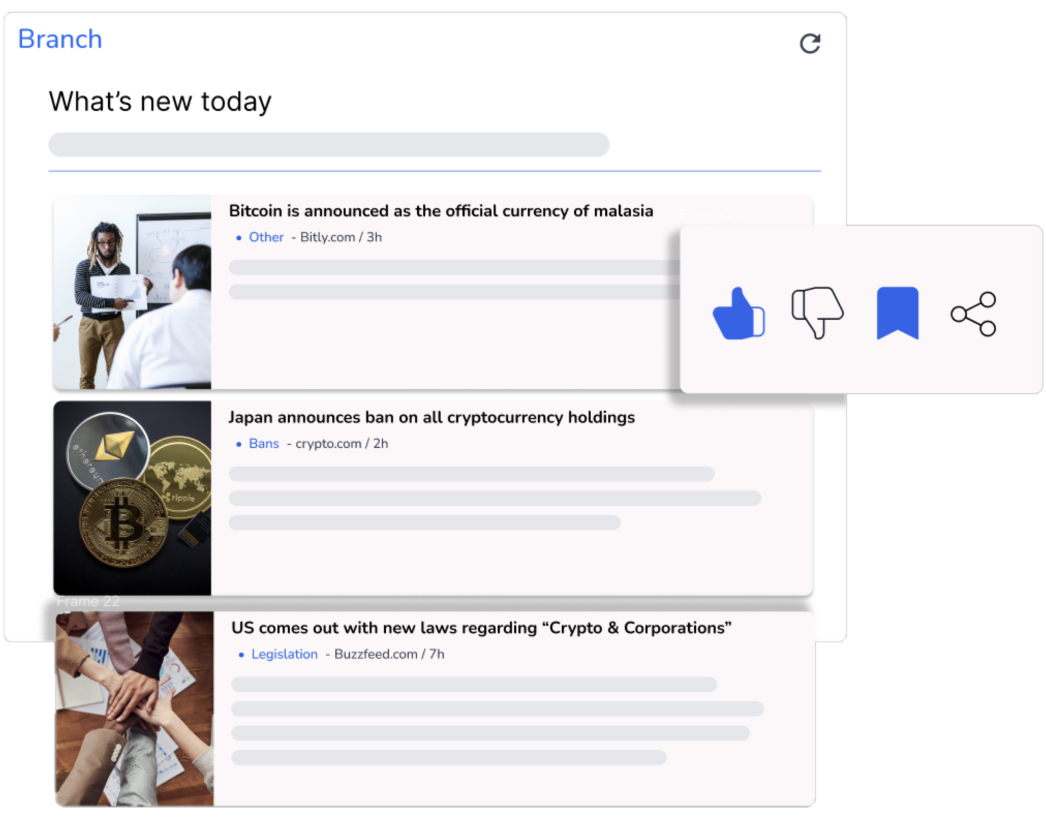 Branch
What's new today
Bitcoin is announced as the official currency of malasia
• Other - Bitly.com / 3h
Japan announces ban on all cryptocurrency holdings
• Bans - crypto.com / 2h
ethereum
ripple
Frame 22
US comes out with new laws regarding “Crypto & Corporations”
• Legislation - Buzzfeed.com / 7h